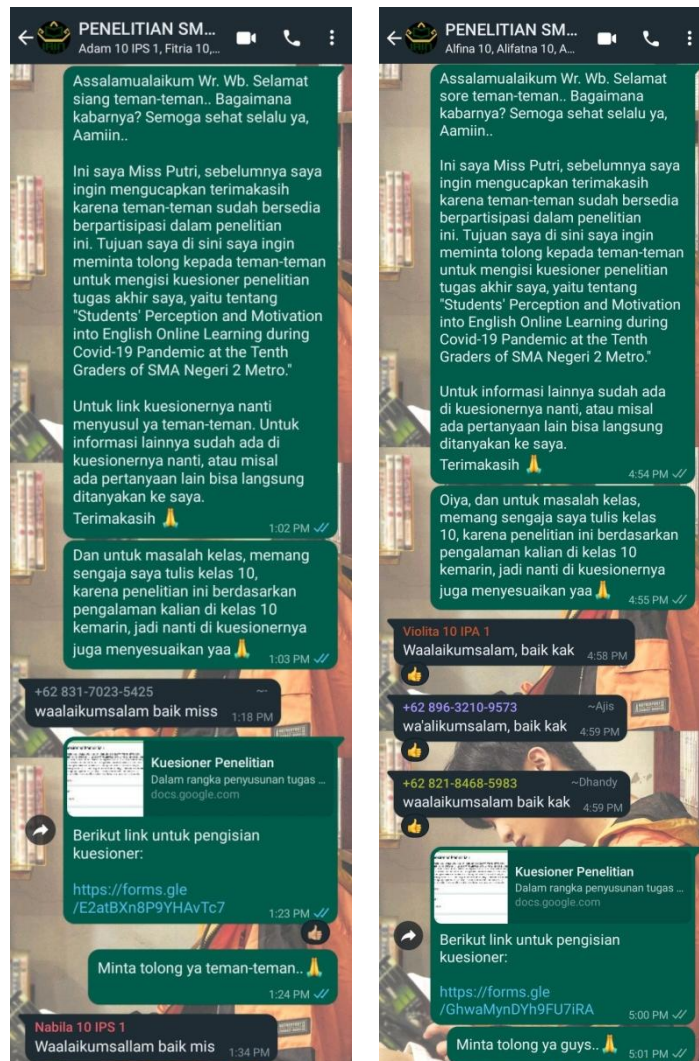 PENELITIAN SM...
Adam 10 IPS 1, Fitria 10,...
Assalamualaikum Wr. Wb. Selamat
siang teman-teman.. Bagaimana
kabarnya? Semoga sehat selalu ya,
Aamiin..
Ini saya Miss Putri, sebelumnya saya
ingin mengucapkan terimakasih
karena teman-teman sudah bersedia
berpartisipasi dalam penelitian
ini. Tujuan saya di sini saya ingin
meminta tolong kepada teman-teman
untuk mengisi kuesioner penelitian
tugas akhir saya, yaitu tentang
"Students' Perception and Motivation
into English Online Learning during
Covid-19 Pandemic at the Tenth
Graders of SMA Negeri 2 Metro."
Untuk link kuesionernya nanti
menyusul ya teman-teman. Untuk
informasi lainnya sudah ada di
kuesionernya nanti, atau misal
ada pertanyaan lain bisa langsung
ditanyakan ke saya.
Terimakasih 🙏
1:02 PM
Dan untuk masalah kelas, memang
sengaja saya tulis kelas 10,
karena penelitian ini berdasarkan
pengalaman kalian di kelas 10
kemarin, jadi nanti di kuesionernya
juga menyesuaikan yaa 🙏
1:03 PM
+62 831-7023-5425 ~-
waalaikumsalam baik miss 1:18 PM
Kuesioner Penelitian
Dalam rangka penyusunan tugas ...
docs.google.com
Berikut link untuk pengisian
kuesioner:
https://forms.gle
/E2atBXn8P9YHAvTc7 1:23 PM
👍
Minta tolong ya teman-teman.. 🙏
1:24 PM
Nabila 10 IPS 1
Waalaikumsallam baik mis 1:34 PM
PENELITIAN SM...
Alfina 10, Alifatna 10, A...
Assalamualaikum Wr. Wb. Selamat
sore teman-teman.. Bagaimana
kabarnya? Semoga sehat selalu ya,
Aamiin..
Ini saya Miss Putri, sebelumnya saya
ingin mengucapkan terimakasih
karena teman-teman sudah bersedia
berpartisipasi dalam penelitian
ini. Tujuan saya di sini saya ingin
meminta tolong kepada teman-teman
untuk mengisi kuesioner penelitian
tugas akhir saya, yaitu tentang
"Students' Perception and Motivation
into English Online Learning during
Covid-19 Pandemic at the Tenth
Graders of SMA Negeri 2 Metro."
Untuk informasi lainnya sudah ada
di kuesionernya nanti, atau misal
ada pertanyaan lain bisa langsung
ditanyakan ke saya.
Terimakasih 🙏
4:54 PM
Oiya, dan untuk masalah kelas,
memang sengaja saya tulis kelas
10, karena penelitian ini berdasarkan
pengalaman kalian di kelas 10
kemarin, jadi nanti di kuesionernya
juga menyesuaikan yaa 🙏
4:55 PM
Violita 10 IPA 1
Waalaikumsalam, baik kak 4:58 PM
👍
+62 896-3210-9573 ~Ajis
wa'alikumsalam, baik kak 4:59 PM
👍
+62 821-8468-5983 ~Dhandy
waalaikumsalam baik kak 4:59 PM
👍
Kuesioner Penelitian
Dalam rangka penyusunan tugas ...
docs.google.com
Berikut link untuk pengisian
kuesioner:
https://forms.gle
/GhwaMynDYh9FU7iRA 5:00 PM
Minta tolong ya guys.. 🙏 5:01 PM